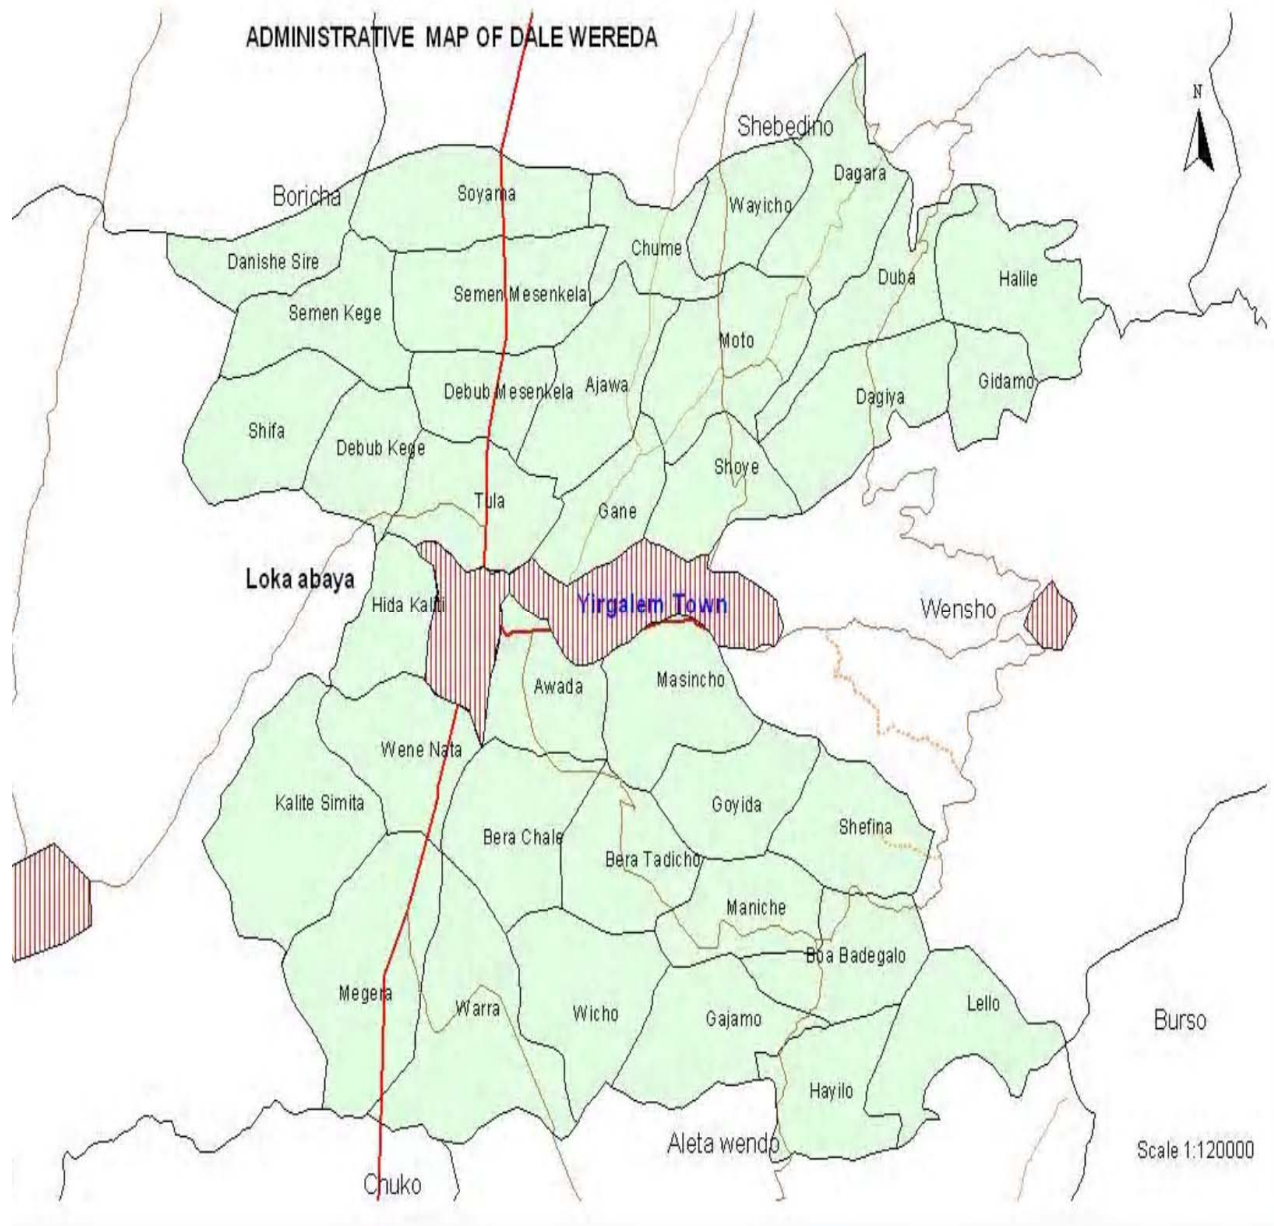 ADMINISTRATIVE MAP OF DALE WEREDA
N
Shebedino
Dagara
Boricha
Soyama
Wayicho
Chume
Danishe Sire
Duba
Halile
Semen Mesenkela
Semen Kege
Moto
Gidamo
Debub Mesenkela
Ajawa
Dagiya
Shifa
Debub Kege
Shoye
Tula
Gane
Loka abaya
Hida Kaliti
Yirgalem Town
Wensho
Awada
Masincho
Wene Nata
Kalite Simita
Goyida
Bera Chale
Shefina
Bera Tadicho
Maniche
Boa Badegalo
Megera
Warra
Wicho
Gajamo
Lello
Burso
Hayilo
Aleta wendo
Scale 1:120000
Chuko